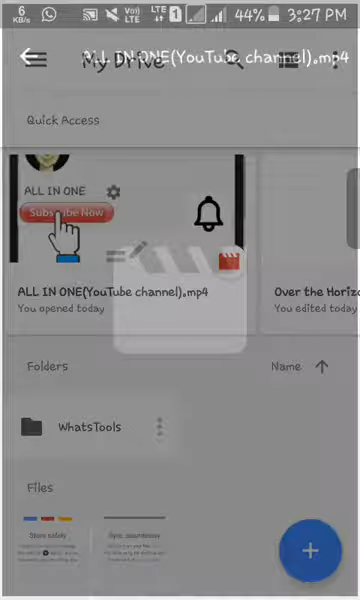 6 KB/s Vo)) LTE LTE 1 44% 3:27 PM
My Drive
ALL IN ONE(YouTube channel).mp4
Quick Access
ALL IN ONE
Subscribe Now
ALL IN ONE(YouTube channel).mp4
You opened today
Over the Horizo
You edited today
Folders
Name
WhatsTools
Files
Store safely
Sync seamlessly